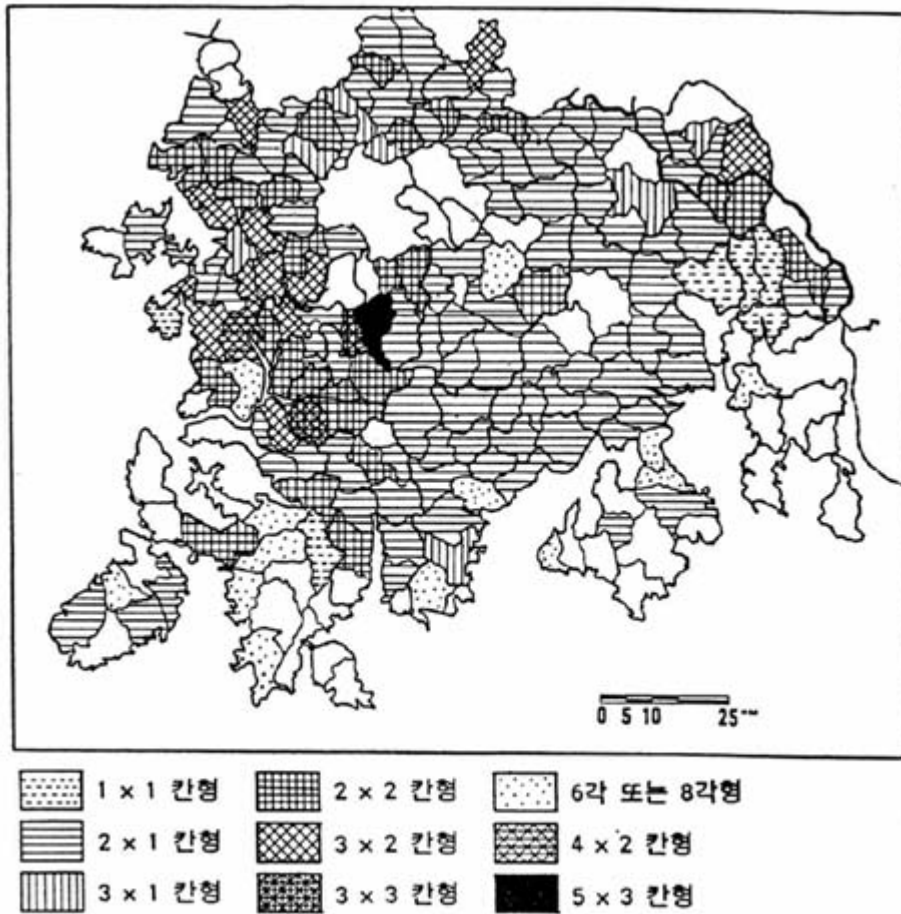 0 5 10 25ᵏᵐ
1 x 1 칸형 2 x 2 칸형 6각 또는 8각형
2 x 1 칸형 3 x 2 칸형 4 x 2 칸형
3 x 1 칸형 3 x 3 칸형 5 x 3 칸형